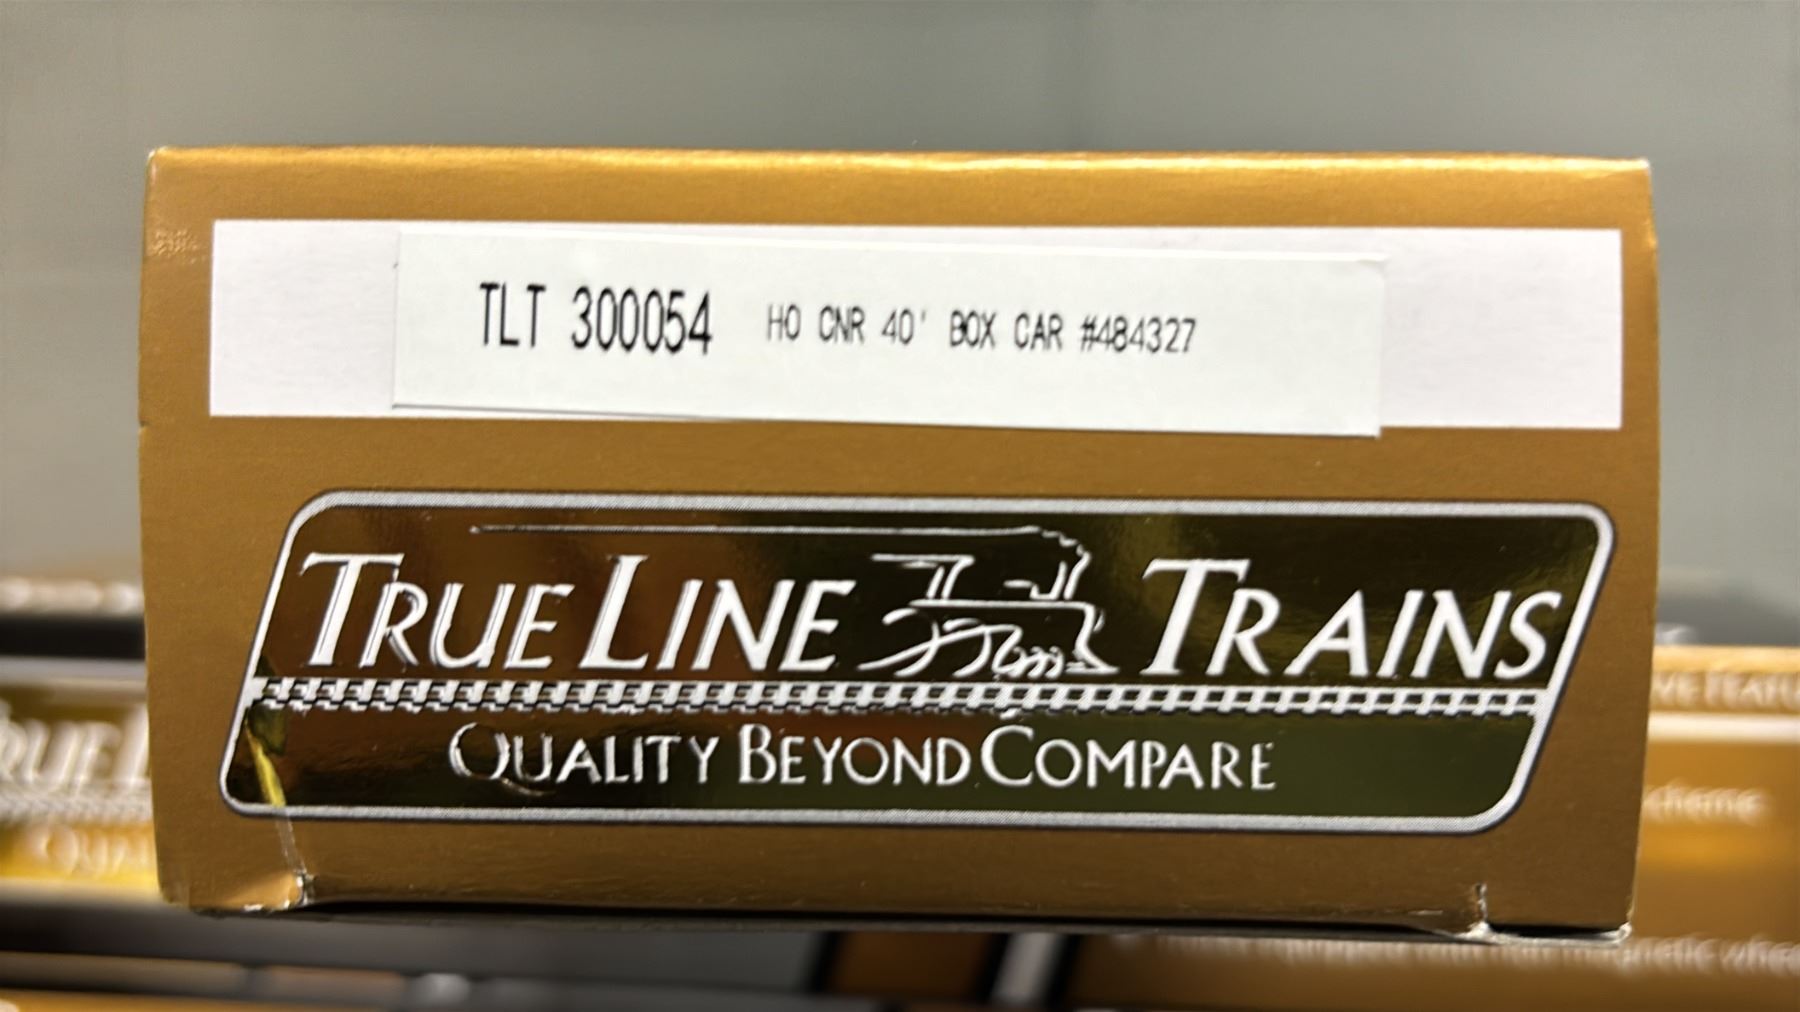 TLT 300054 HO CNR 40' BOX CAR #484327
TRUE LINE TRAINS
QUALITY BEYOND COMPARE